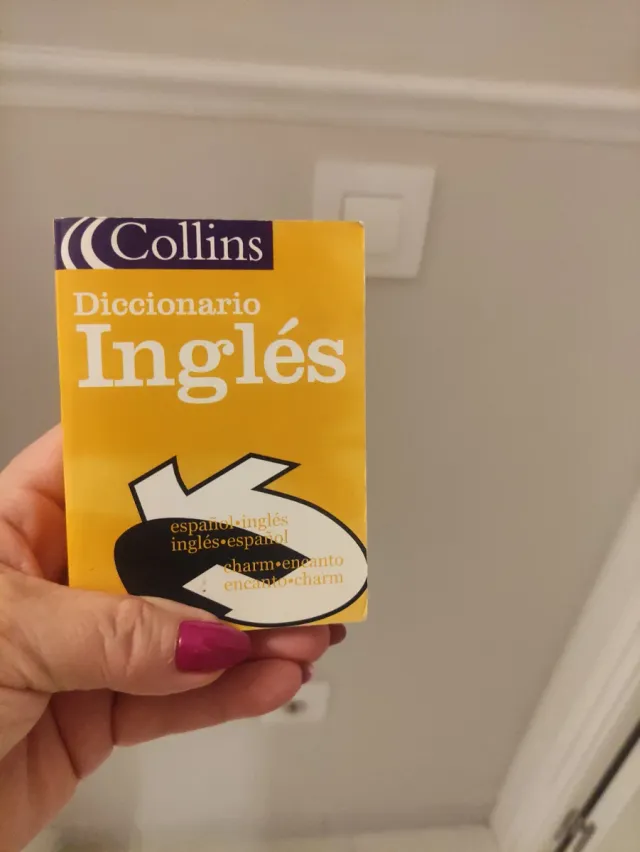 Collins
Diccionario
Inglés
español•inglés
inglés•español
charm•encanto
encanto•charm